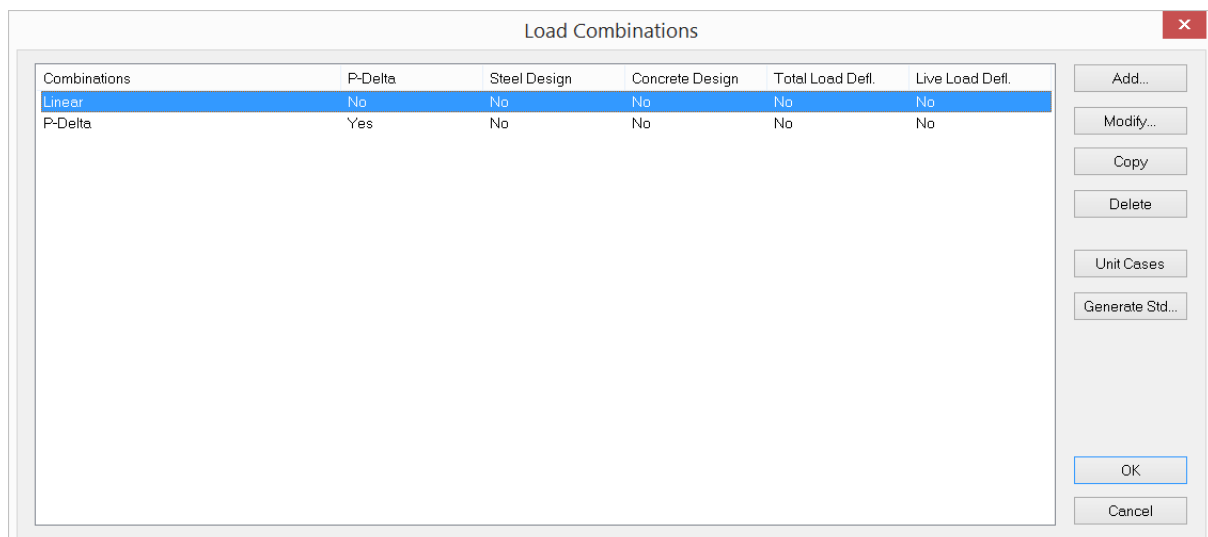 Load Combinations
Combinations P-Delta Steel Design Concrete Design Total Load Defl. Live Load Defl.
Linear No No No No No
P-Delta Yes No No No No
Add...
Modify...
Copy
Delete
Unit Cases
Generate Std...
OK
Cancel